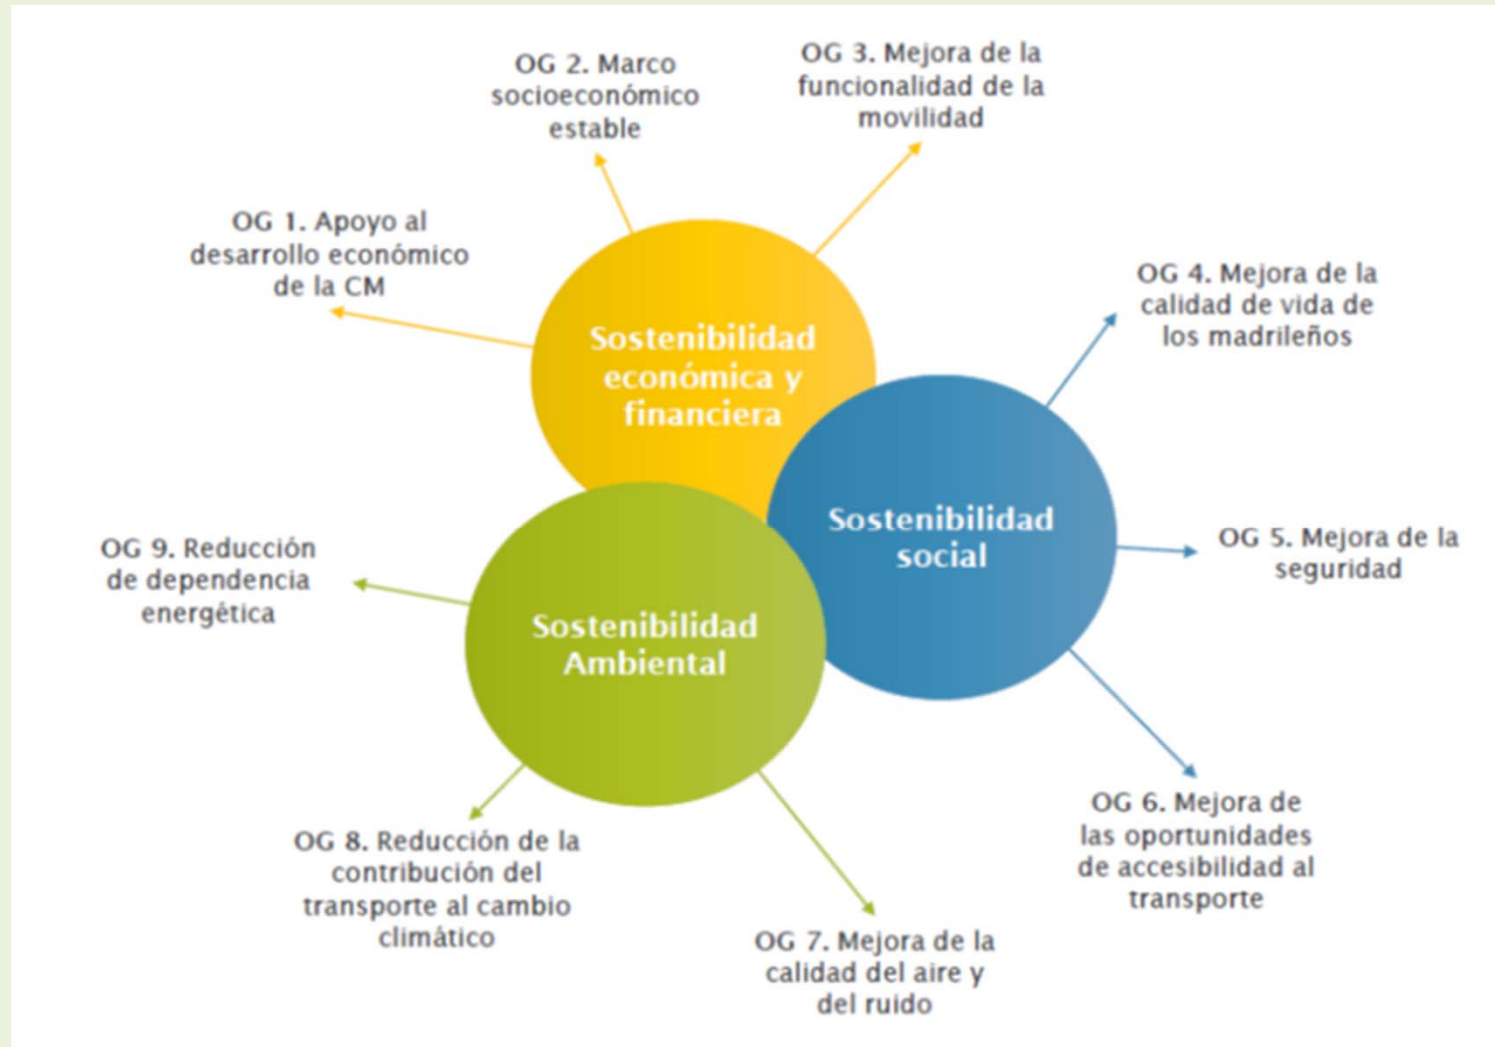 OG 2. Marco
socioeconómico
estable
OG 3. Mejora de la
funcionalidad de la
movilidad
OG 1. Apoyo al
desarrollo económico
de la CM
OG 4. Mejora de la
calidad de vida de
los madrileños
Sostenibilidad
económica y
financiera
Sostenibilidad
social
OG 5. Mejora de la
seguridad
OG 9. Reducción
de dependencia
energética
Sostenibilidad
Ambiental
OG 6. Mejora de
las oportunidades
de accesibilidad al
transporte
OG 8. Reducción de la
contribución del
transporte al cambio
climático
OG 7. Mejora de la
calidad del aire y
del ruido